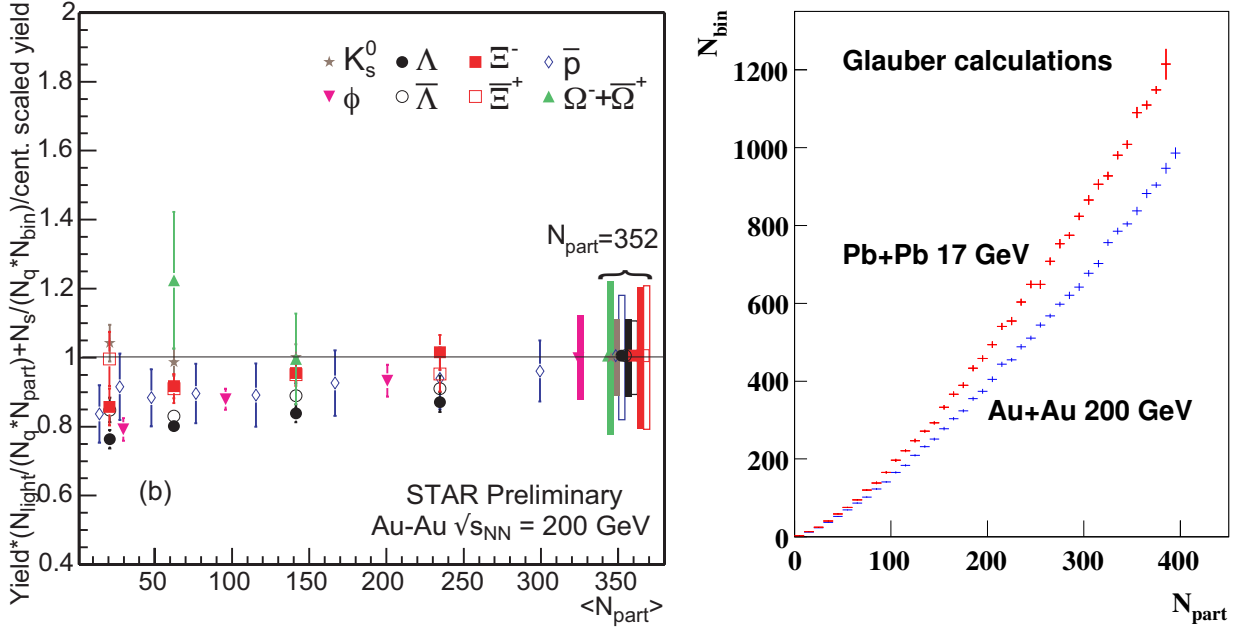 Yield*(N_light/(N_q*N_part)+N_s/(N_q*N_bin)/cent. scaled yield
2
1.8
1.6
1.4
1.2
1
0.8
0.6
0.4
K_s^0 Λ Ξ^- p̅
ϕ Λ̅ Ξ̅^+ Ω^-+Ω̅^+
N_part=352
(b)
STAR Preliminary
Au-Au √s_NN = 200 GeV
50 100 150 200 250 300 350
<N_part>
N_bin
1200
1000
800
600
400
200
0
Glauber calculations
Pb+Pb 17 GeV
Au+Au 200 GeV
0 100 200 300 400
N_part